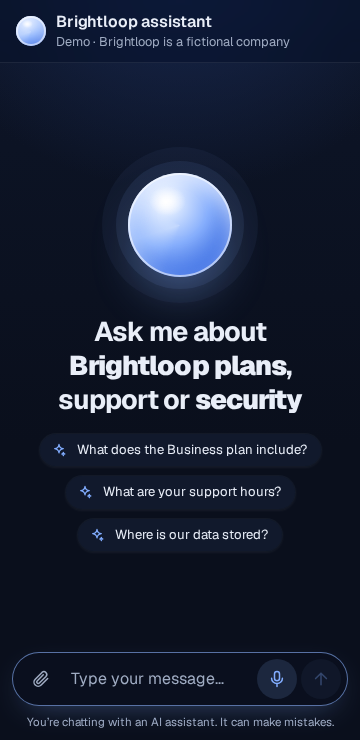 Brightloop assistant
Demo · Brightloop is a fictional company
Ask me about
Brightloop plans,
support or security
What does the Business plan include?
What are your support hours?
Where is our data stored?
Type your message...
You're chatting with an AI assistant. It can make mistakes.